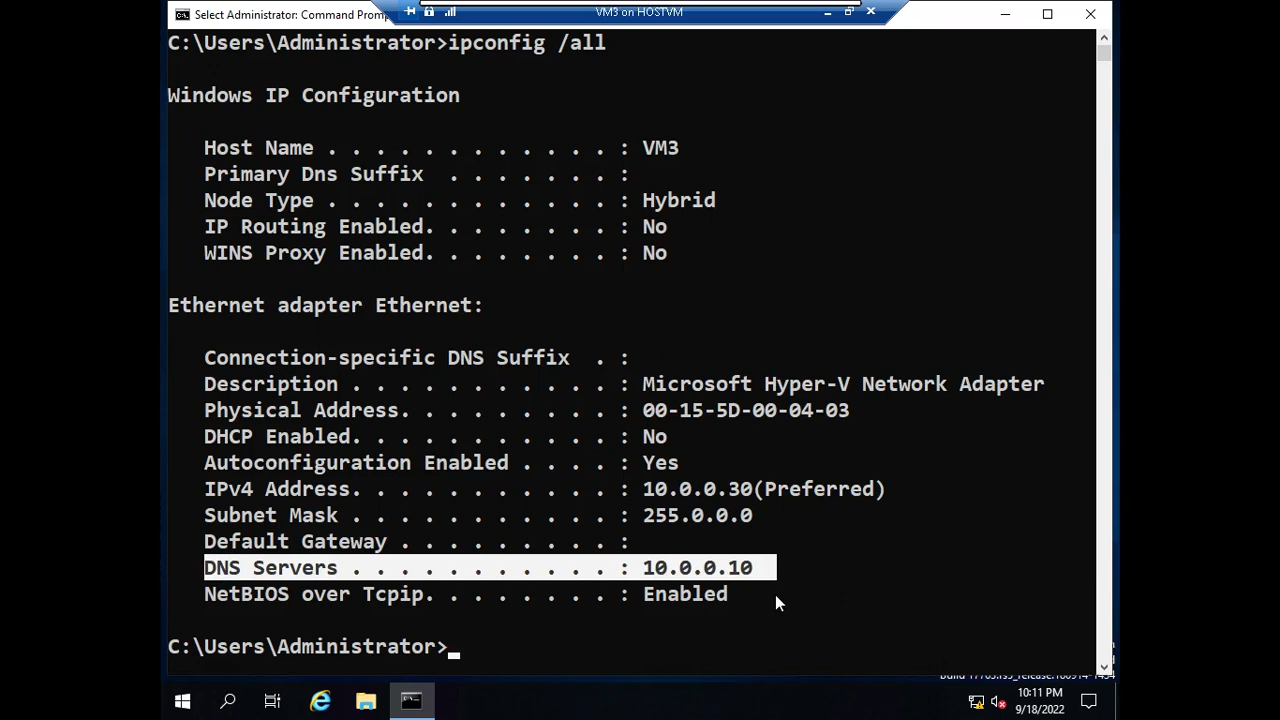 Select Administrator: Command Promp
VM3 on HOSTVM
C:\Users\Administrator>ipconfig /all
Windows IP Configuration
Host Name . . . . . . . . . . . . : VM3
Primary Dns Suffix  . . . . . . . :
Node Type . . . . . . . . . . . . : Hybrid
IP Routing Enabled. . . . . . . . : No
WINS Proxy Enabled. . . . . . . . : No
Ethernet adapter Ethernet:
Connection-specific DNS Suffix  . :
Description . . . . . . . . . . . : Microsoft Hyper-V Network Adapter
Physical Address. . . . . . . . . : 00-15-5D-00-04-03
DHCP Enabled. . . . . . . . . . . : No
Autoconfiguration Enabled . . . . : Yes
IPv4 Address. . . . . . . . . . . : 10.0.0.30(Preferred)
Subnet Mask . . . . . . . . . . . : 255.0.0.0
Default Gateway . . . . . . . . . :
DNS Servers . . . . . . . . . . . : 10.0.0.10
NetBIOS over Tcpip. . . . . . . . : Enabled
C:\Users\Administrator>
10:11 PM
9/18/2022